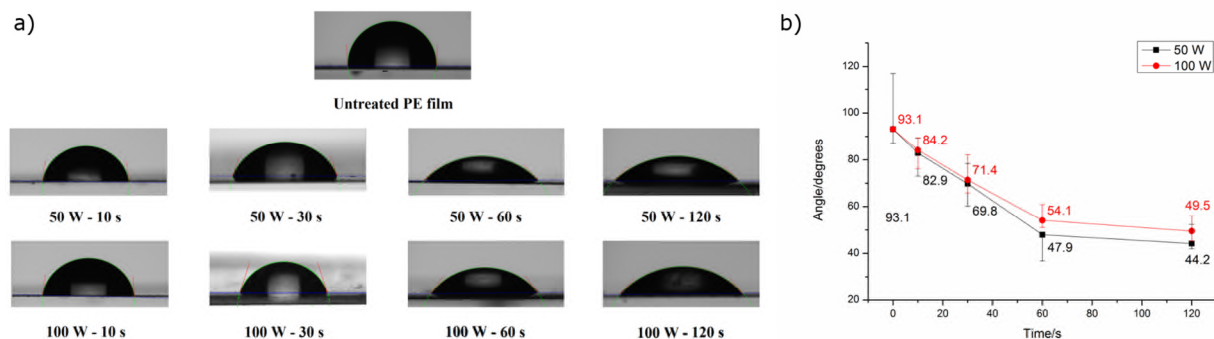 a)
Untreated PE film
50 W - 10 s
50 W - 30 s
50 W - 60 s
50 W - 120 s
100 W - 10 s
100 W - 30 s
100 W - 60 s
100 W - 120 s
b)
50 W
100 W
Angle/degrees
120
100
80
60
40
20
93.1
84.2
82.9
71.4
69.8
93.1
54.1
47.9
49.5
44.2
0
20
40
60
80
100
120
Time/s